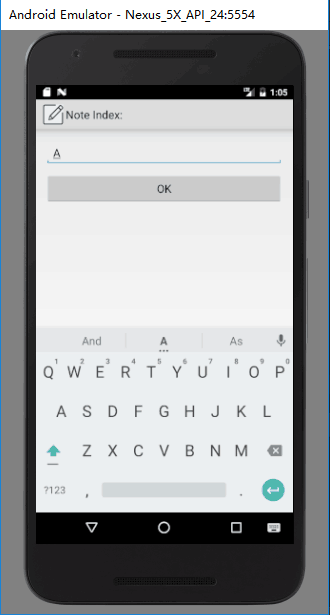 Android Emulator - Nexus_5X_API_24:5554
1:05
Note Index:
A
OK
And A As
1 2 3 4 5 6 7 8 9 0
Q W E R T Y U I O P
A S D F G H J K L
Z X C V B N M
?123 , .